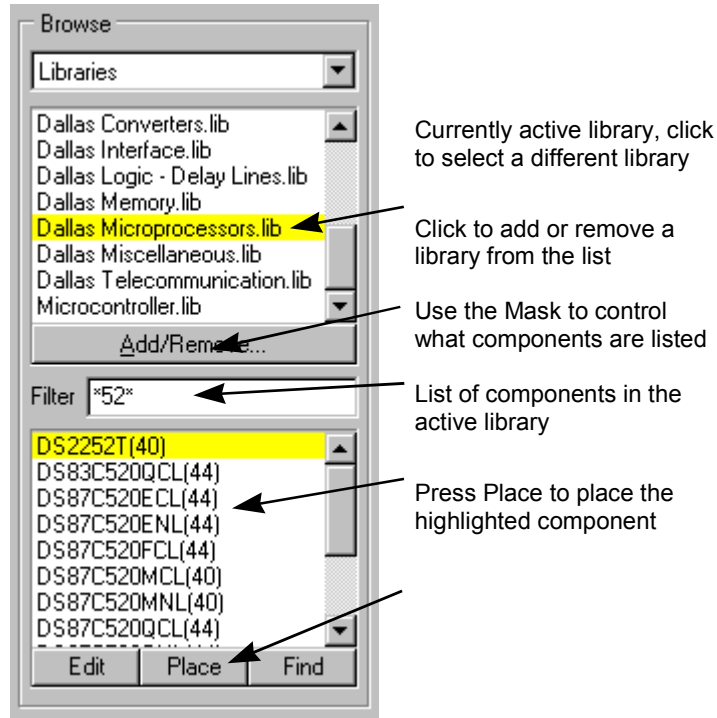 Browse
Libraries
Dallas Converters.lib
Dallas Interface.lib
Dallas Logic - Delay Lines.lib
Dallas Memory.lib
Dallas Microprocessors.lib
Dallas Miscellaneous.lib
Dallas Telecommunication.lib
Microcontroller.lib
Add/Remove...
Filter *52*
DS2252T(40)
DS83C520QCL(44)
DS87C520ECL(44)
DS87C520ENL(44)
DS87C520FCL(44)
DS87C520MCL(40)
DS87C520MNL(40)
DS87C520QCL(44)
Edit Place Find
Currently active library, click
to select a different library
Click to add or remove a
library from the list
Use the Mask to control
what components are listed
List of components in the
active library
Press Place to place the
highlighted component